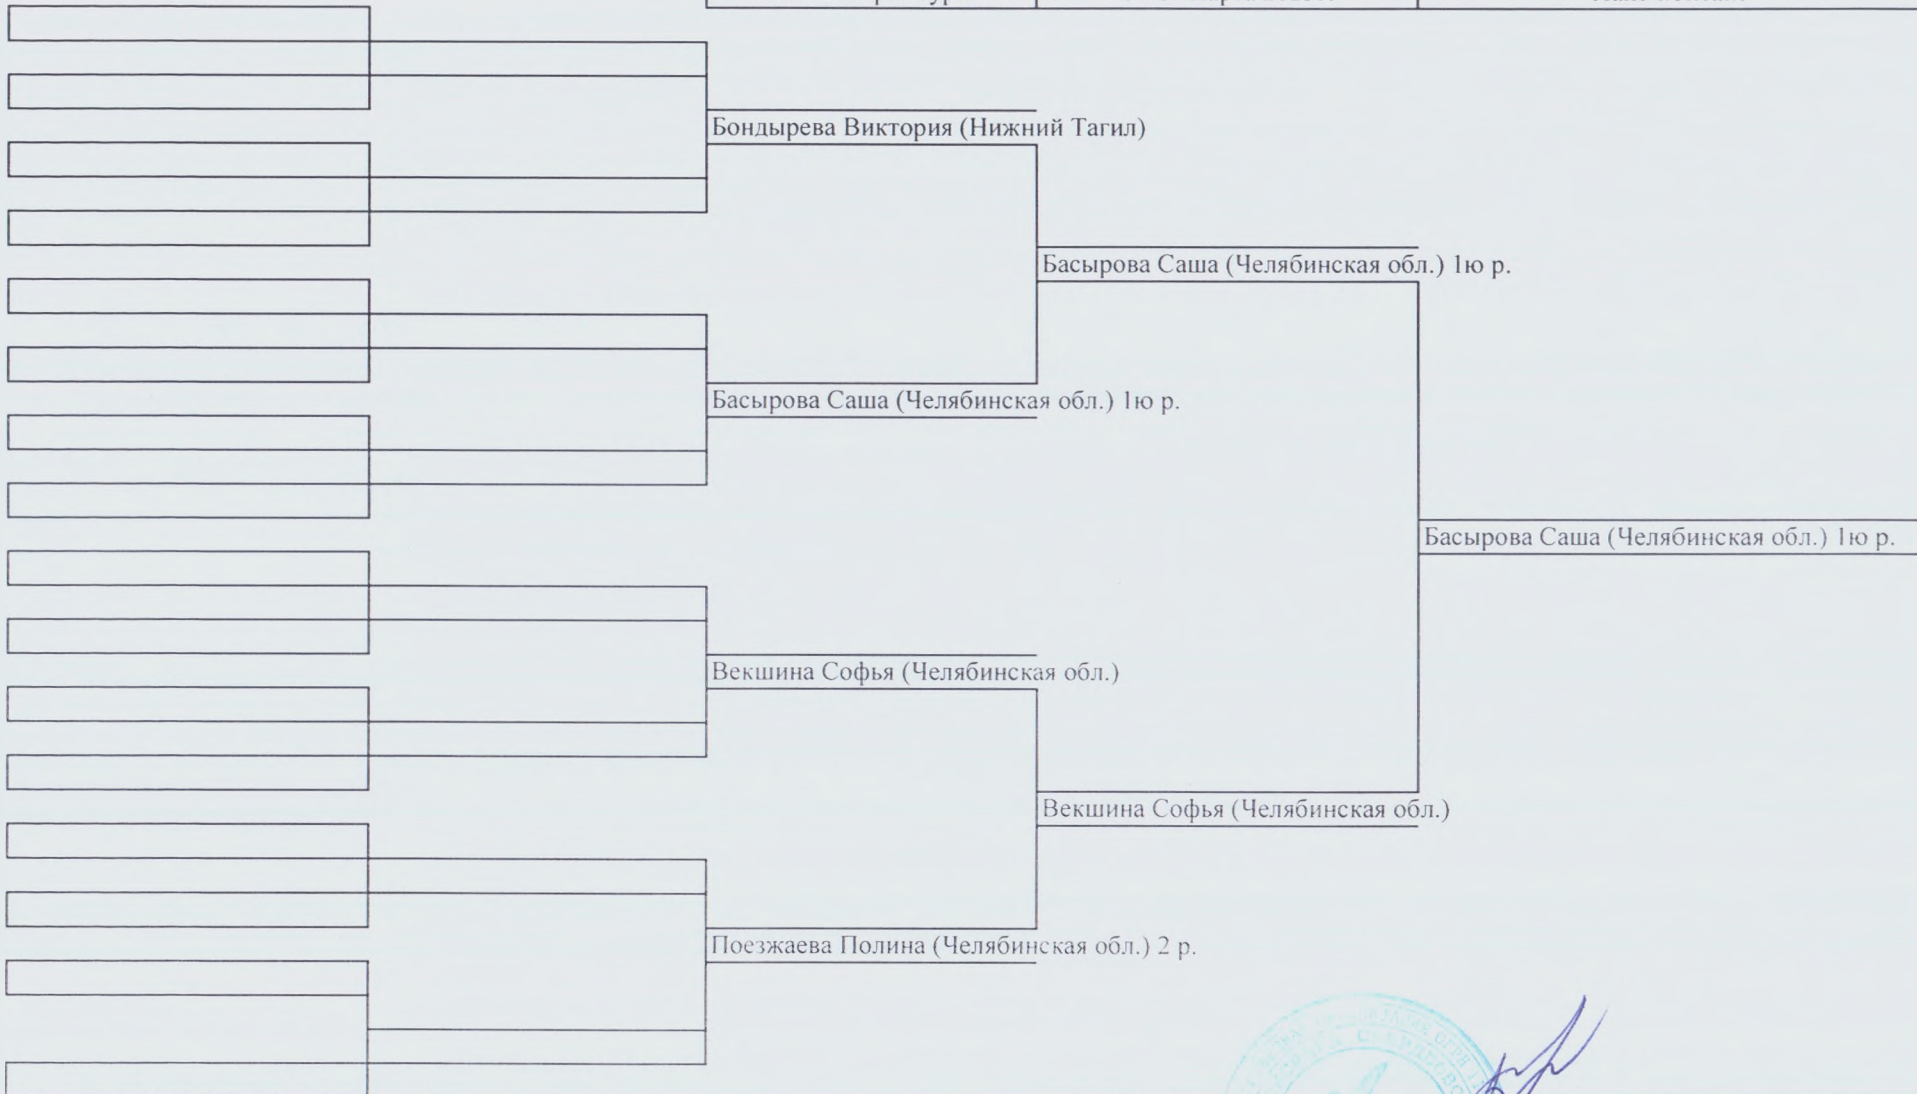 Бондырева Виктория (Нижний Тагил)
Басырова Саша (Челябинская обл.) 1ю р.
Басырова Саша (Челябинская обл.) 1ю р.
Басырова Саша (Челябинская обл.) 1ю р.
Векшина Софья (Челябинская обл.)
Векшина Софья (Челябинская обл.)
Поезжаева Полина (Челябинская обл.) 2 р.